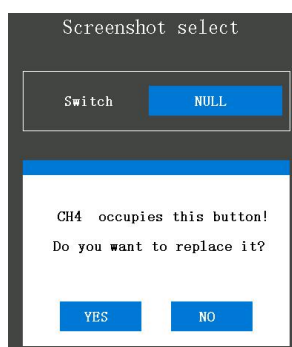 Screenshot select
Switch NULL
CH4 occupies this button!
Do you want to replace it?
YES NO